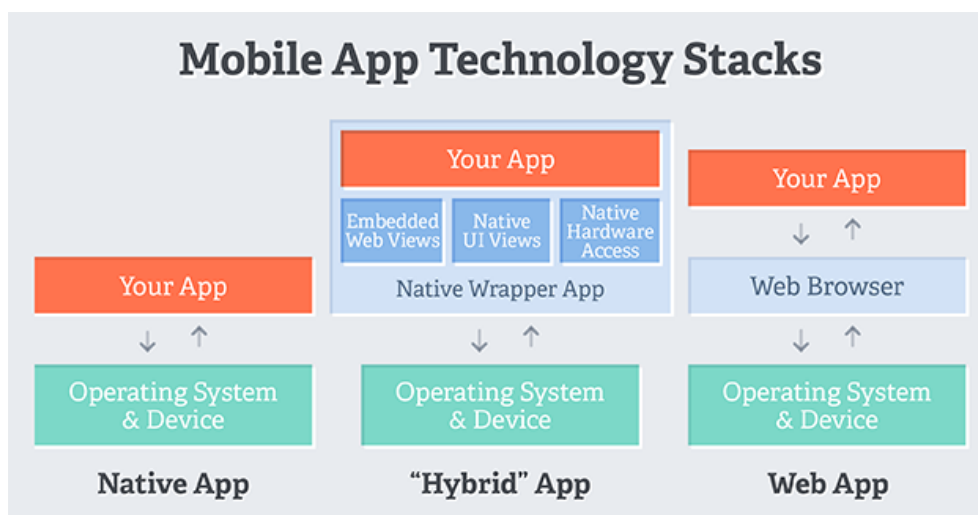 Mobile App Technology Stacks
Your App
Operating System
& Device
Native App
Your App
Embedded
Web Views
Native
UI Views
Native
Hardware
Access
Native Wrapper App
Operating System
& Device
“Hybrid” App
Your App
Web Browser
Operating System
& Device
Web App